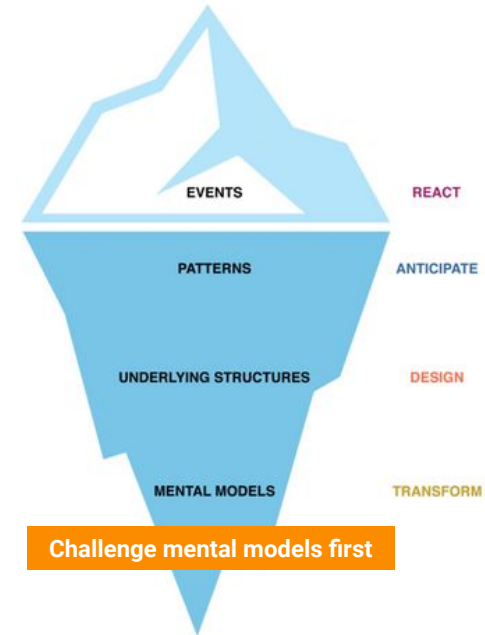 EVENTS REACT
PATTERNS ANTICIPATE
UNDERLYING STRUCTURES DESIGN
MENTAL MODELS TRANSFORM
Challenge mental models first